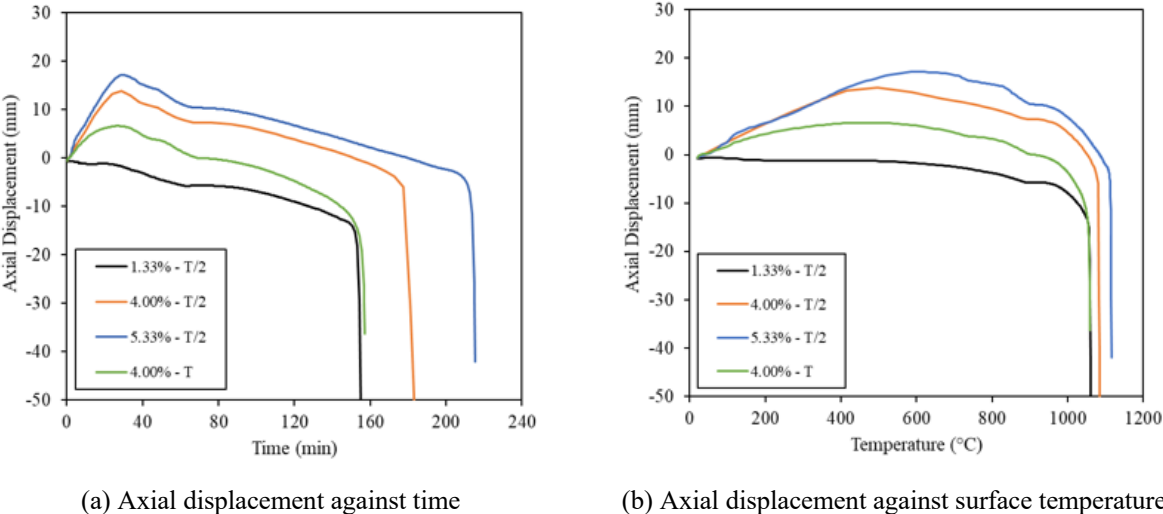 30
20
10
0
-10
-20
-30
-40
-50
Axial Displacement (mm)
1.33% - T/2
4.00% - T/2
5.33% - T/2
4.00% - T
0 40 80 120 160 200 240
Time (min)
(a) Axial displacement against time
30
20
10
0
-10
-20
-30
-40
-50
Axial Displacement (mm)
1.33% - T/2
4.00% - T/2
5.33% - T/2
4.00% - T
0 200 400 600 800 1000 1200
Temperature (°C)
(b) Axial displacement against surface temperature